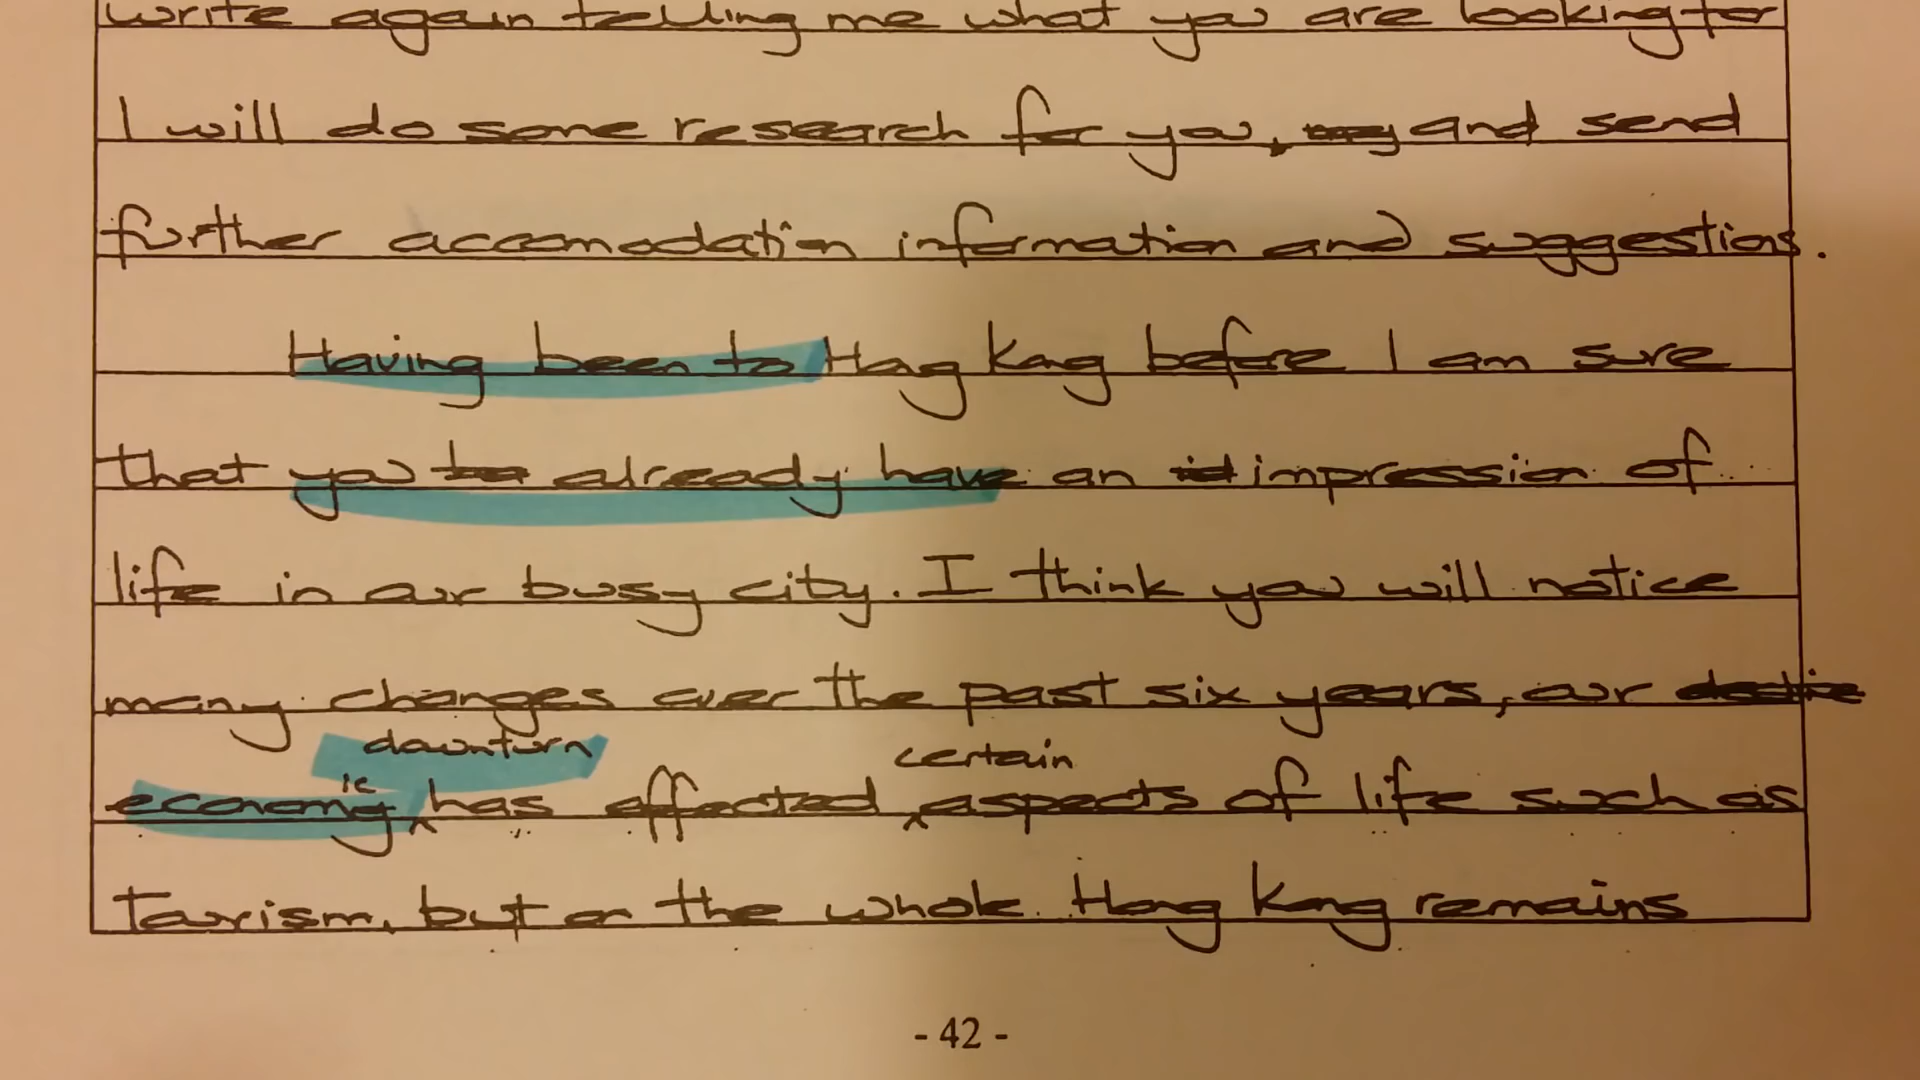 write again telling me what you are looking for
I will do some research for you, and send
further accomodation information and suggestions.
Having been to Hong Kong before I am sure
that you already have an impression of
life in our busy city. I think you will notice
many changes over the past six years, our
downturn certain
economic has affected aspects of life such as
Tourism, but on the whole Hong Kong remains
- 42 -